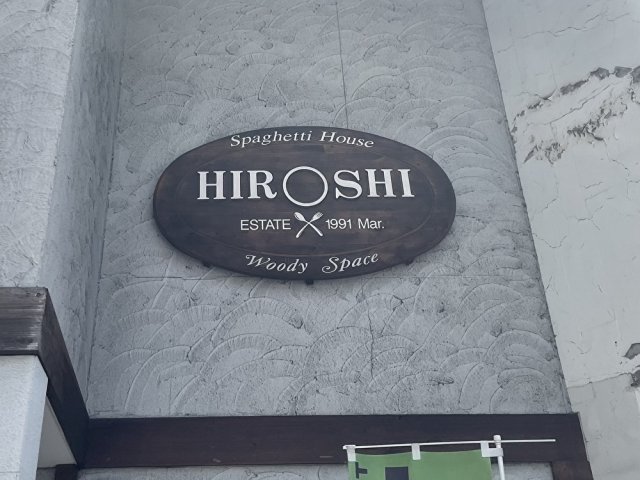 Spaghetti House
HIROSHI
ESTATE 1991 Mar.
Woody Space